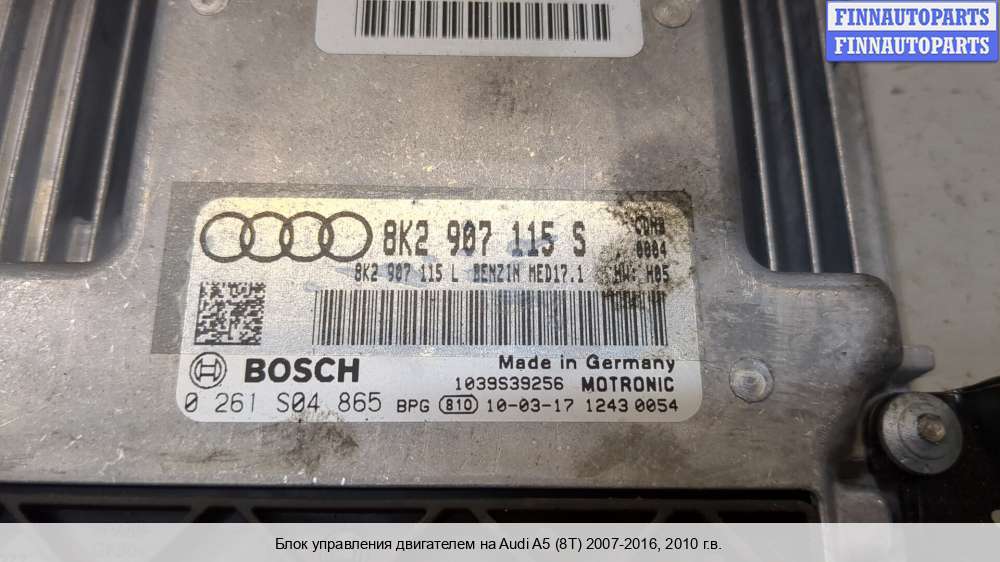 FINNAUTOPARTS
FINNAUTOPARTS
8K2 907 115 S
0004
8K2 907 115 L BENZIN MED17.1 HW: H05
BOSCH
Made in Germany
1039S39256 MOTRONIC
0 261 S04 865 BPG 810 10-03-17 1243 0054
Блок управления двигателем на Audi A5 (8T) 2007-2016, 2010 г.в.